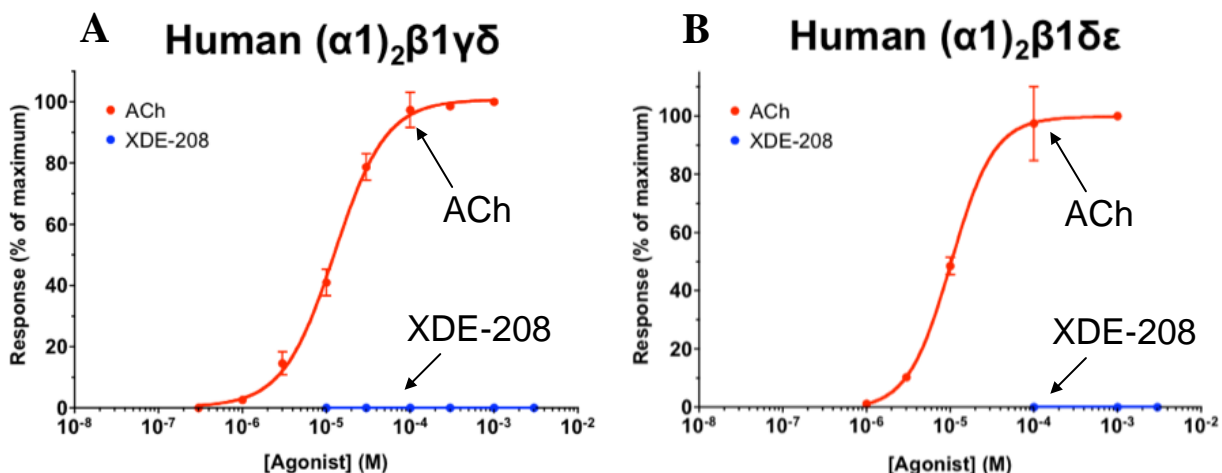 A
Human (α1)₂β1γδ
ACh
XDE-208
Response (% of maximum)
100
80
60
40
20
0
ACh
XDE-208
10⁻⁸ 10⁻⁷ 10⁻⁶ 10⁻⁵ 10⁻⁴ 10⁻³ 10⁻²
[Agonist] (M)
B
Human (α1)₂β1δε
ACh
XDE-208
Response (% of maximum)
100
80
60
40
20
0
ACh
XDE-208
10⁻⁸ 10⁻⁷ 10⁻⁶ 10⁻⁵ 10⁻⁴ 10⁻³ 10⁻²
[Agonist] (M)